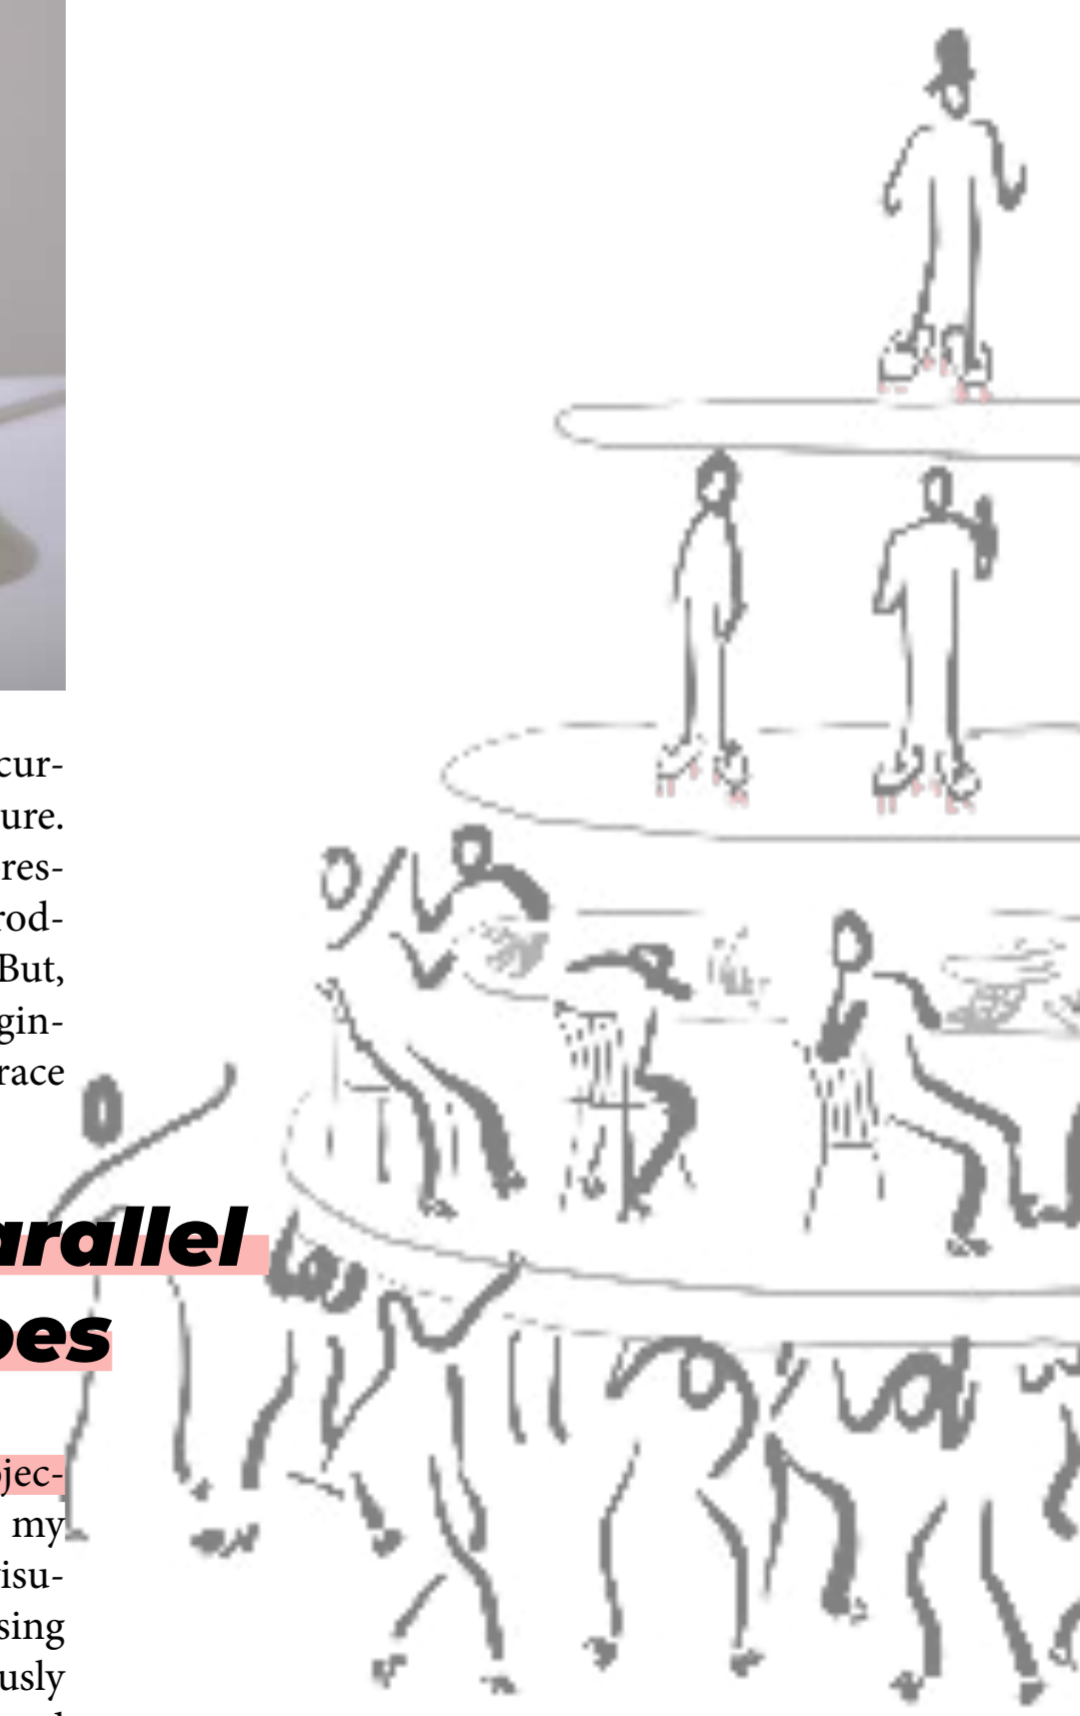 cur-
ure.
res-
rod-
But,
gin-
race
arallel
oes
jec-
my
isu-
sing
usly